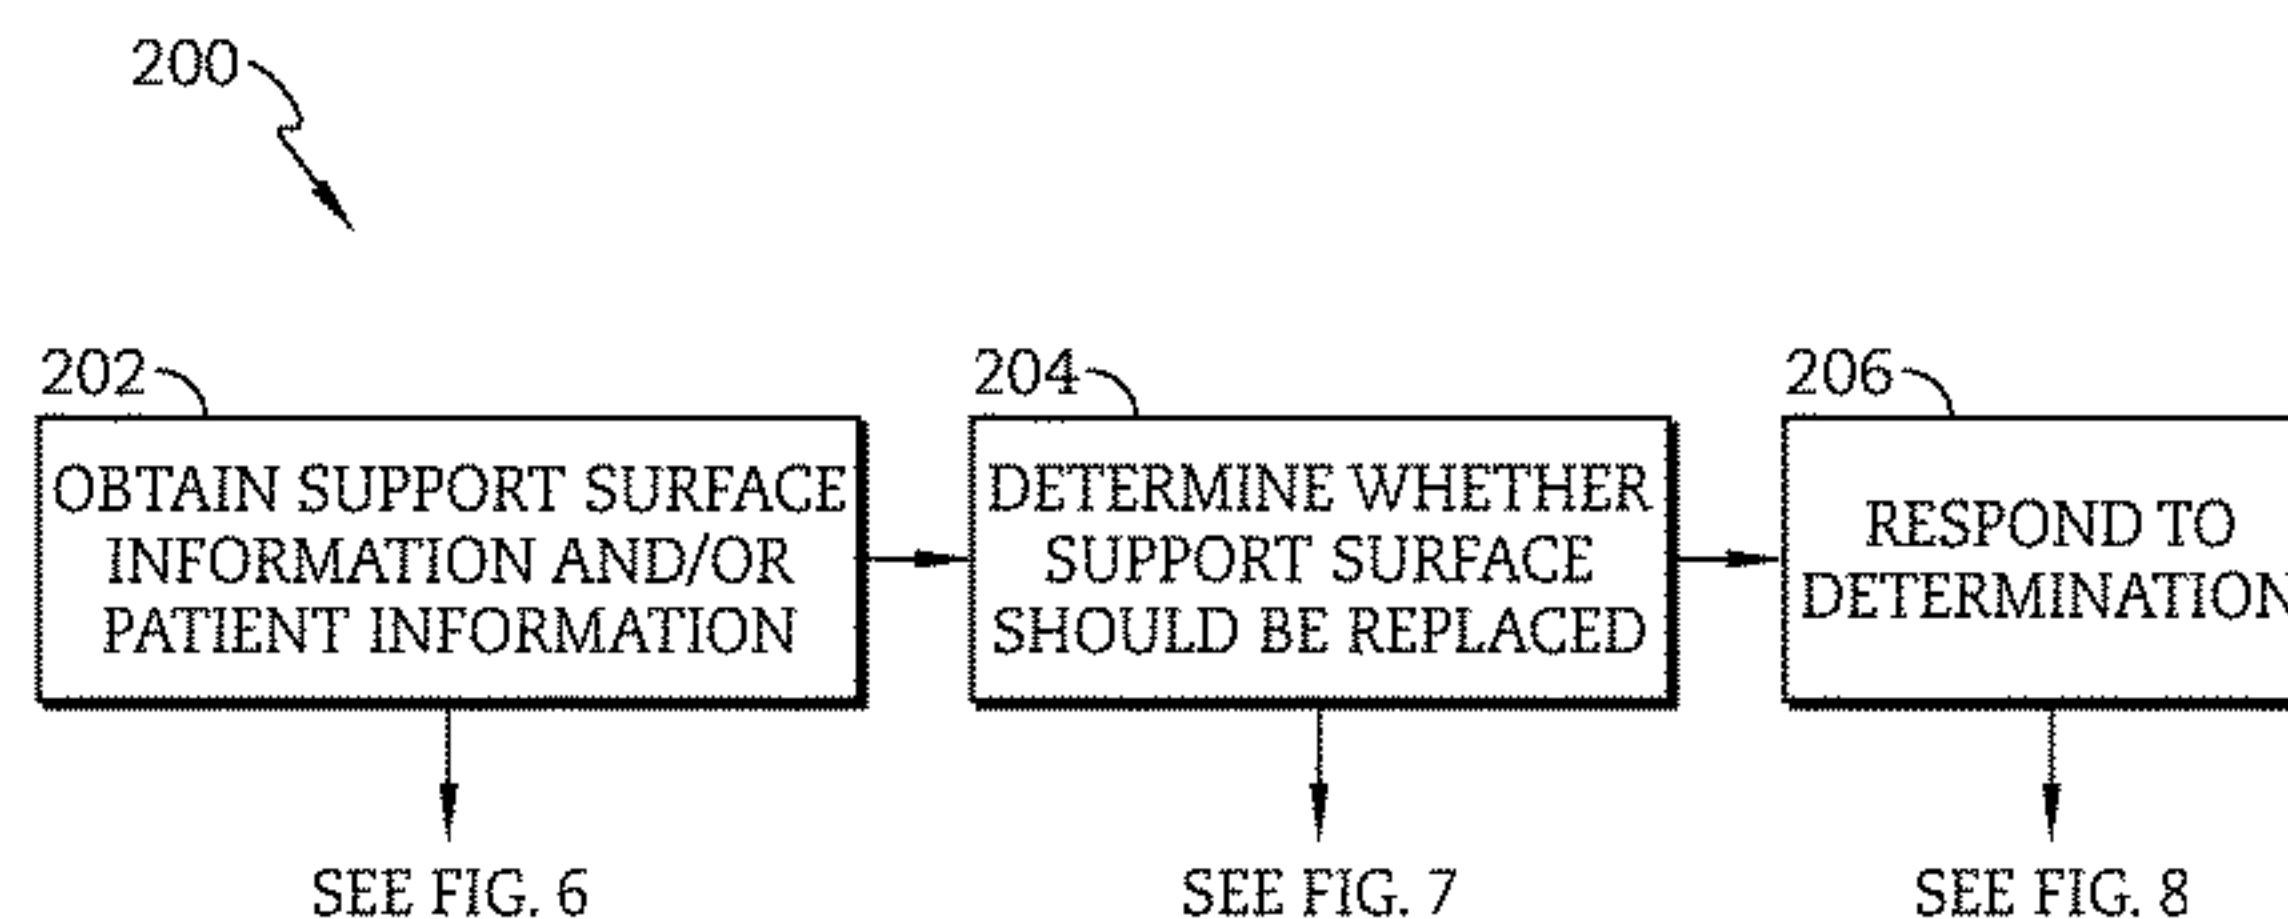 200
202
OBTAIN SUPPORT SURFACE
INFORMATION AND/OR
PATIENT INFORMATION
SEE FIG. 6
204
DETERMINE WHETHER
SUPPORT SURFACE
SHOULD BE REPLACED
SEE FIG. 7
206
RESPOND TO
DETERMINATION
SEE FIG. 8